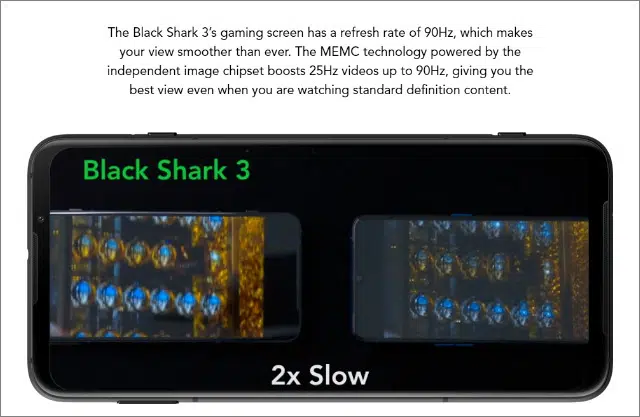 The Black Shark 3's gaming screen has a refresh rate of 90Hz, which makes
your view smoother than ever. The MEMC technology powered by the
independent image chipset boosts 25Hz videos up to 90Hz, giving you the
best view even when you are watching standard definition content.
Black Shark 3
2x Slow